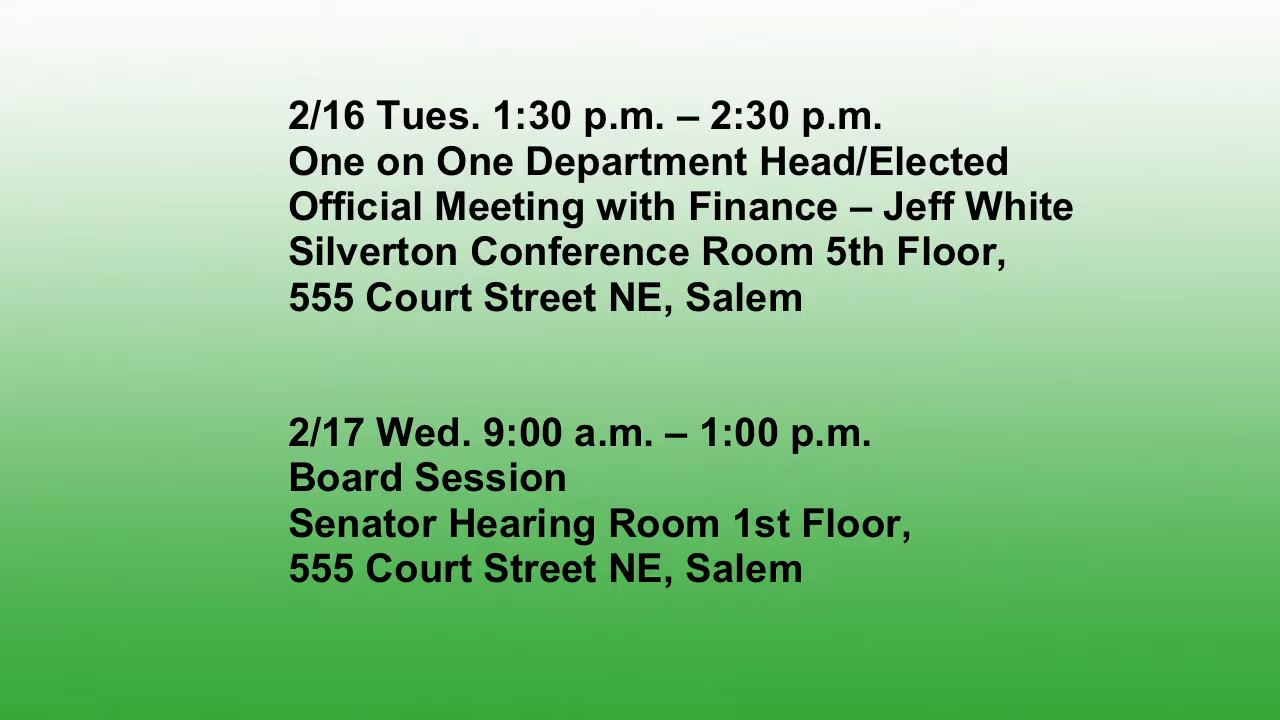 2/16 Tues. 1:30 p.m. – 2:30 p.m.
One on One Department Head/Elected
Official Meeting with Finance – Jeff White
Silverton Conference Room 5th Floor,
555 Court Street NE, Salem
2/17 Wed. 9:00 a.m. – 1:00 p.m.
Board Session
Senator Hearing Room 1st Floor,
555 Court Street NE, Salem